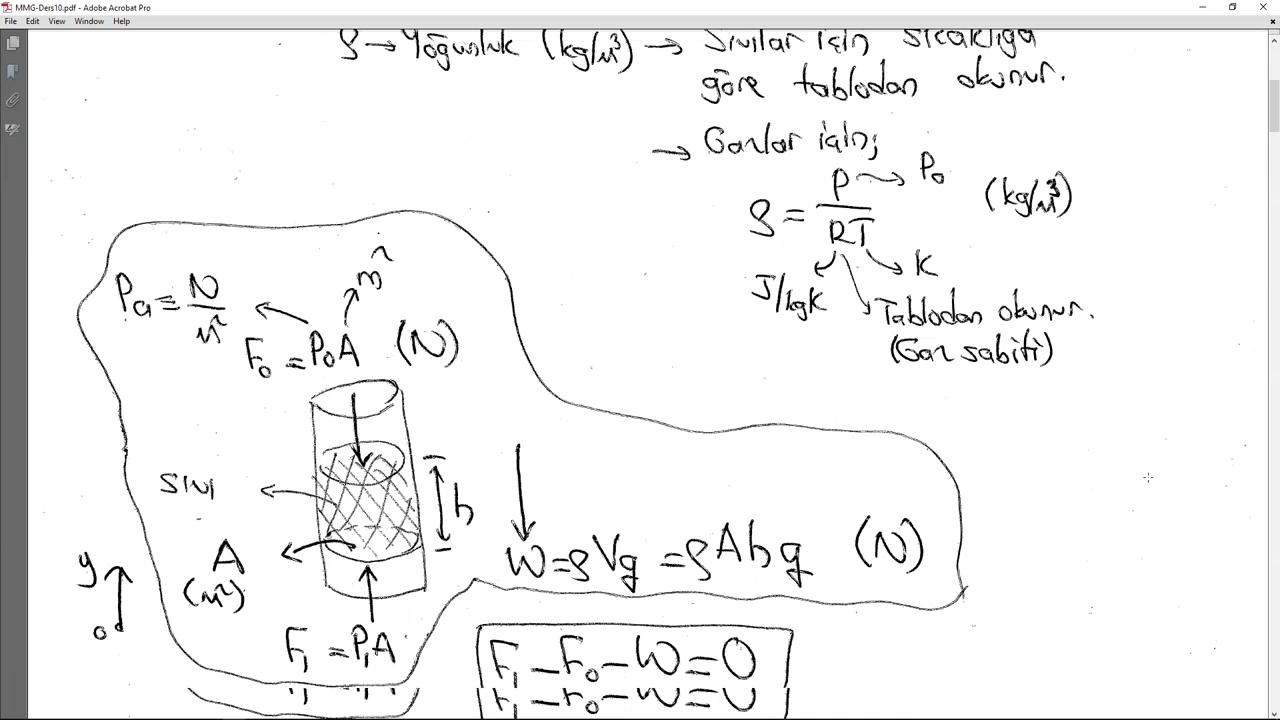 MMG-Ders10.pdf - Adobe Acrobat Pro
File Edit View Window Help
ρ → Yoğunluk (kg/m³) → Sıvılar için sıcaklığa
göre tablodan okunur.
→ Gazlar için;
ρ = P / RT (kg/m³)
Pa
K
J/kgK
Tablodan okunur.
(Gaz sabiti)
Pa ≡ N/m²
m²
F₀ = P₀A (N)
SIVI
h
A
(m²)
y
0
W = ρVg = ρAhg (N)
F₁ = P₁A
F₁ − F₀ − W = 0